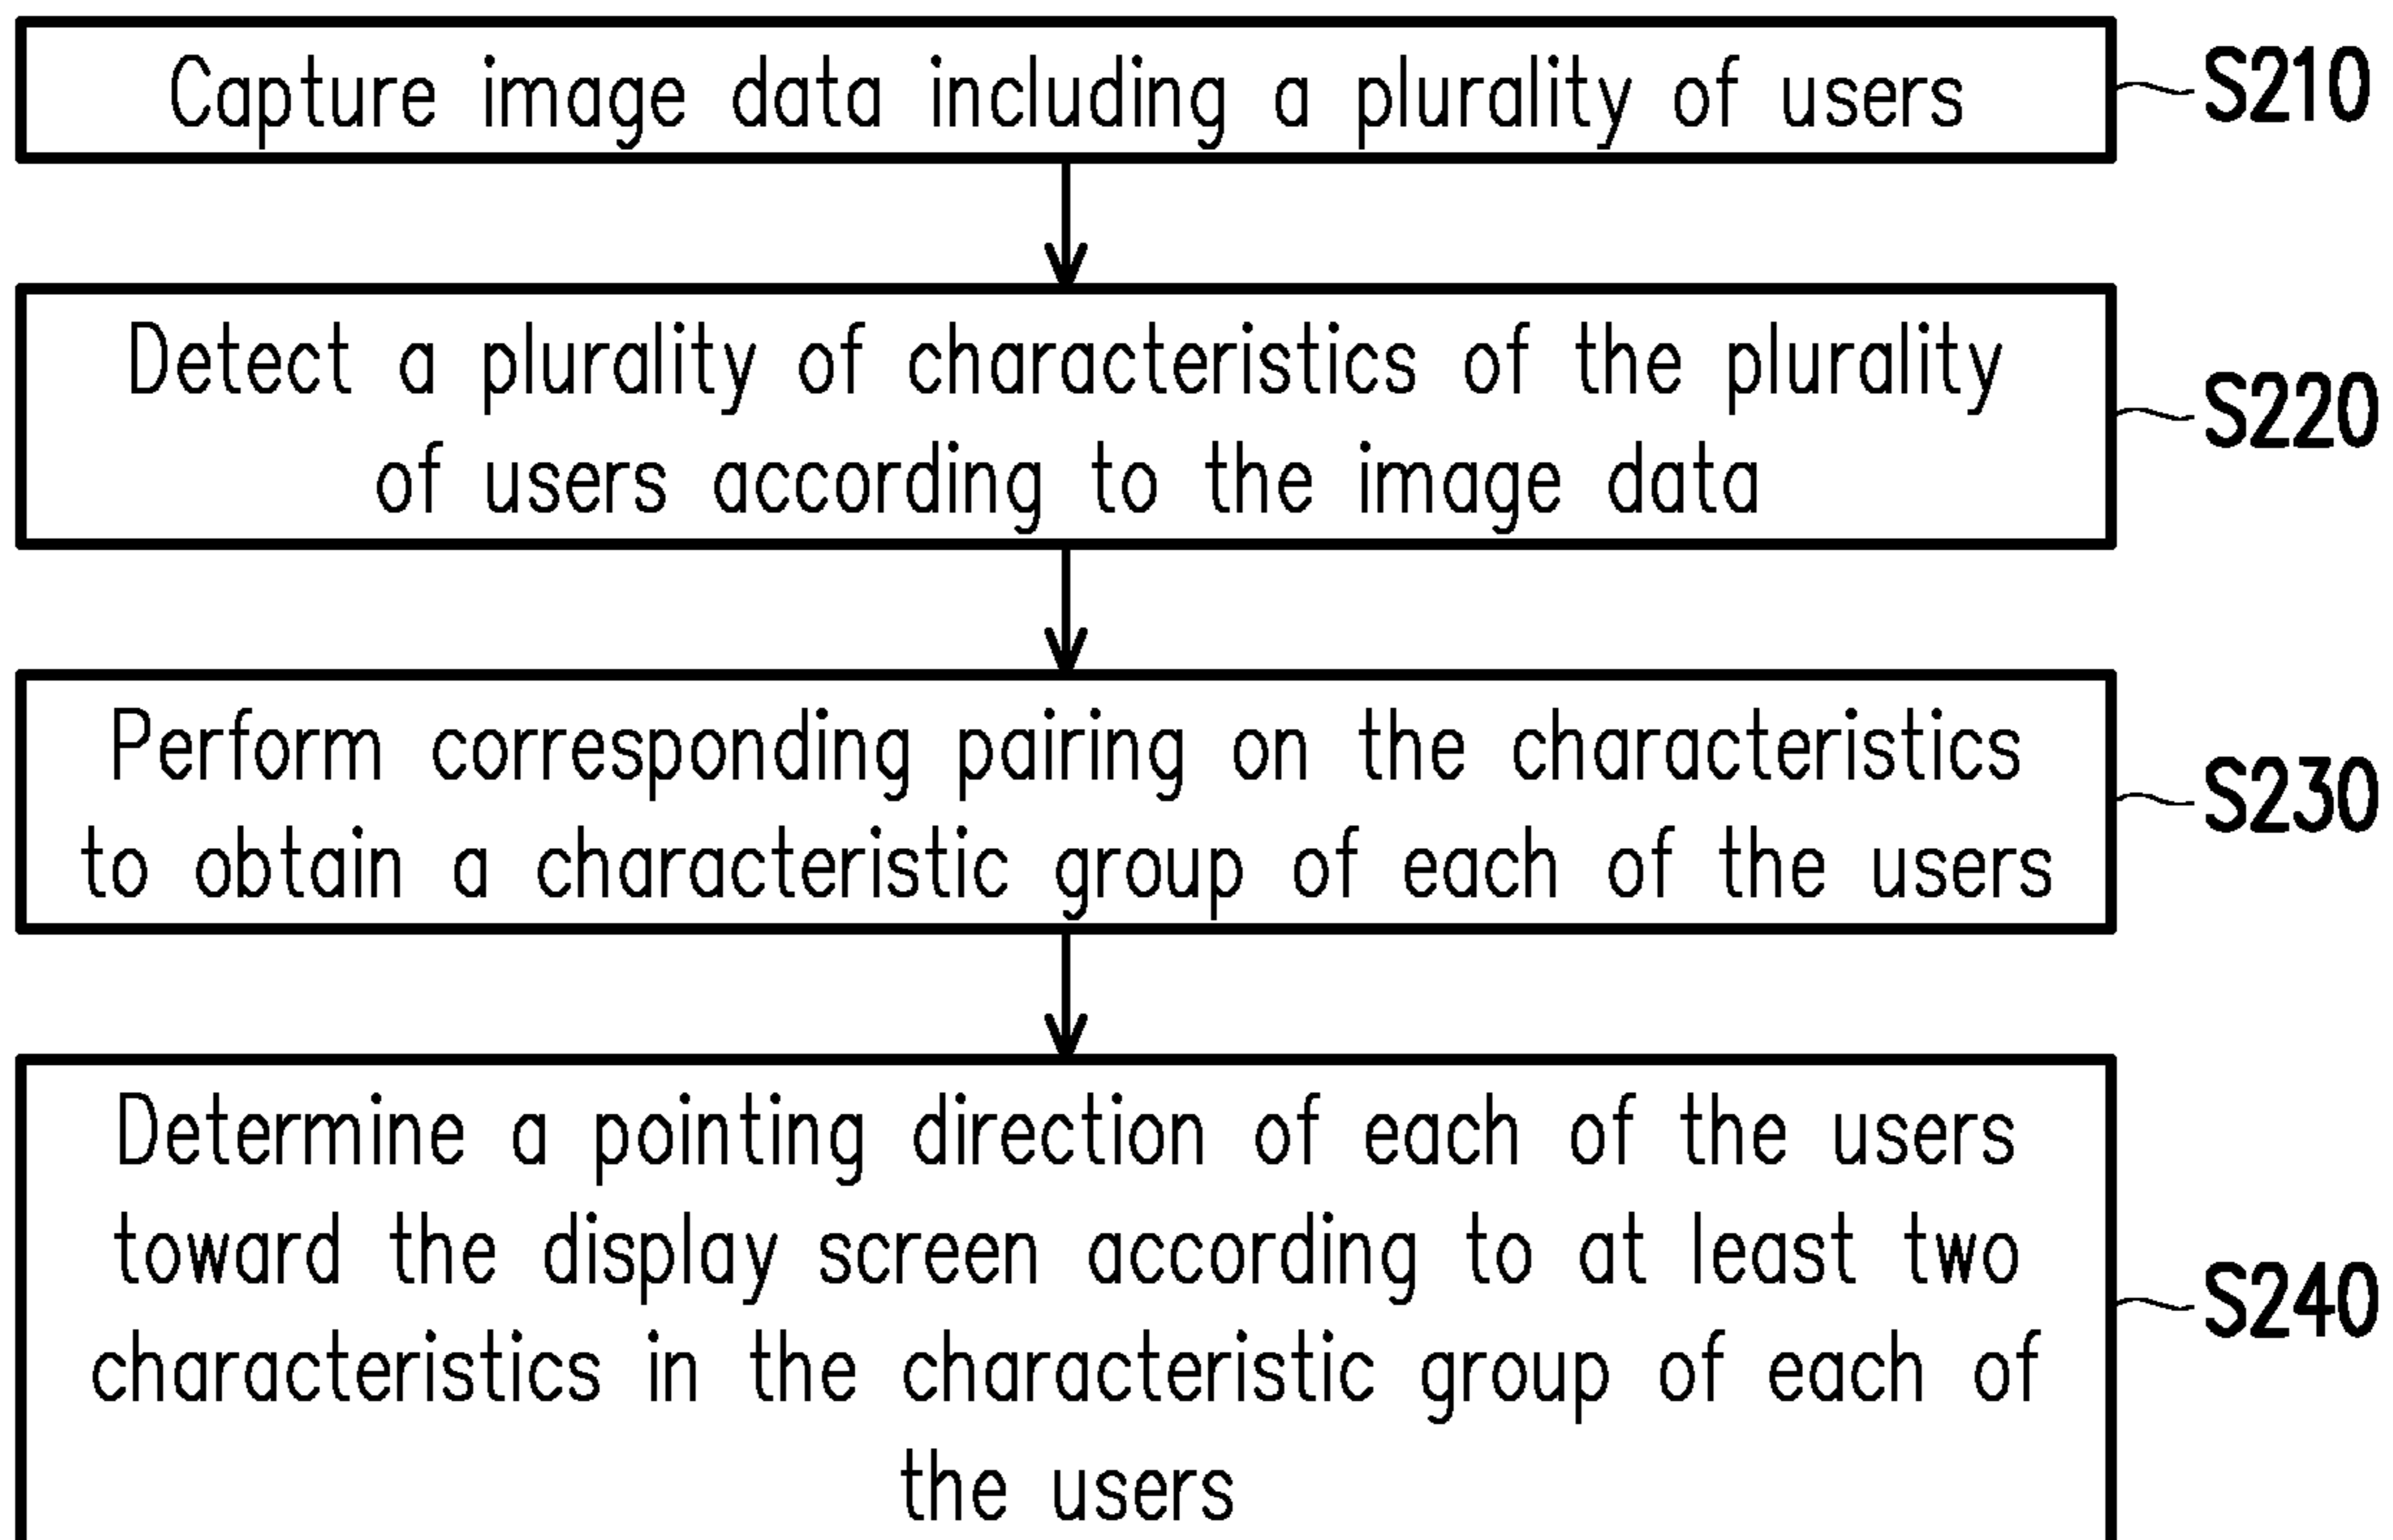 Capture image data including a plurality of users
S210
Detect a plurality of characteristics of the plurality
of users according to the image data
S220
Perform corresponding pairing on the characteristics
to obtain a characteristic group of each of the users
S230
Determine a pointing direction of each of the users
toward the display screen according to at least two
characteristics in the characteristic group of each of
the users
S240